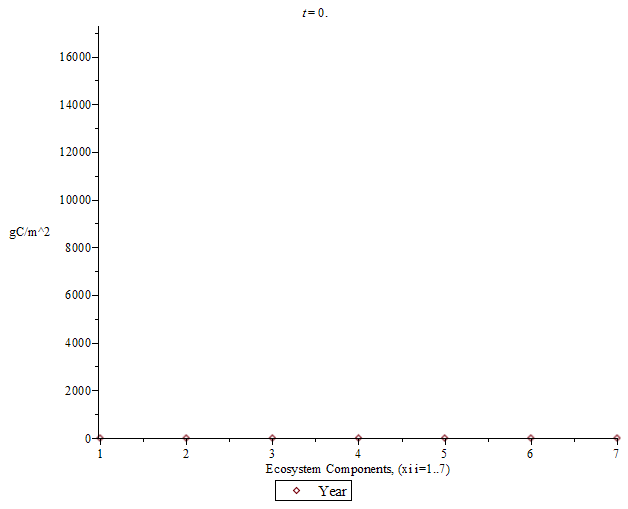 t = 0.
16000
14000
12000
10000
gC/m^2
8000
6000
4000
2000
0
1 2 3 4 5 6 7
Ecosystem Components, (xi i=1..7)
Year